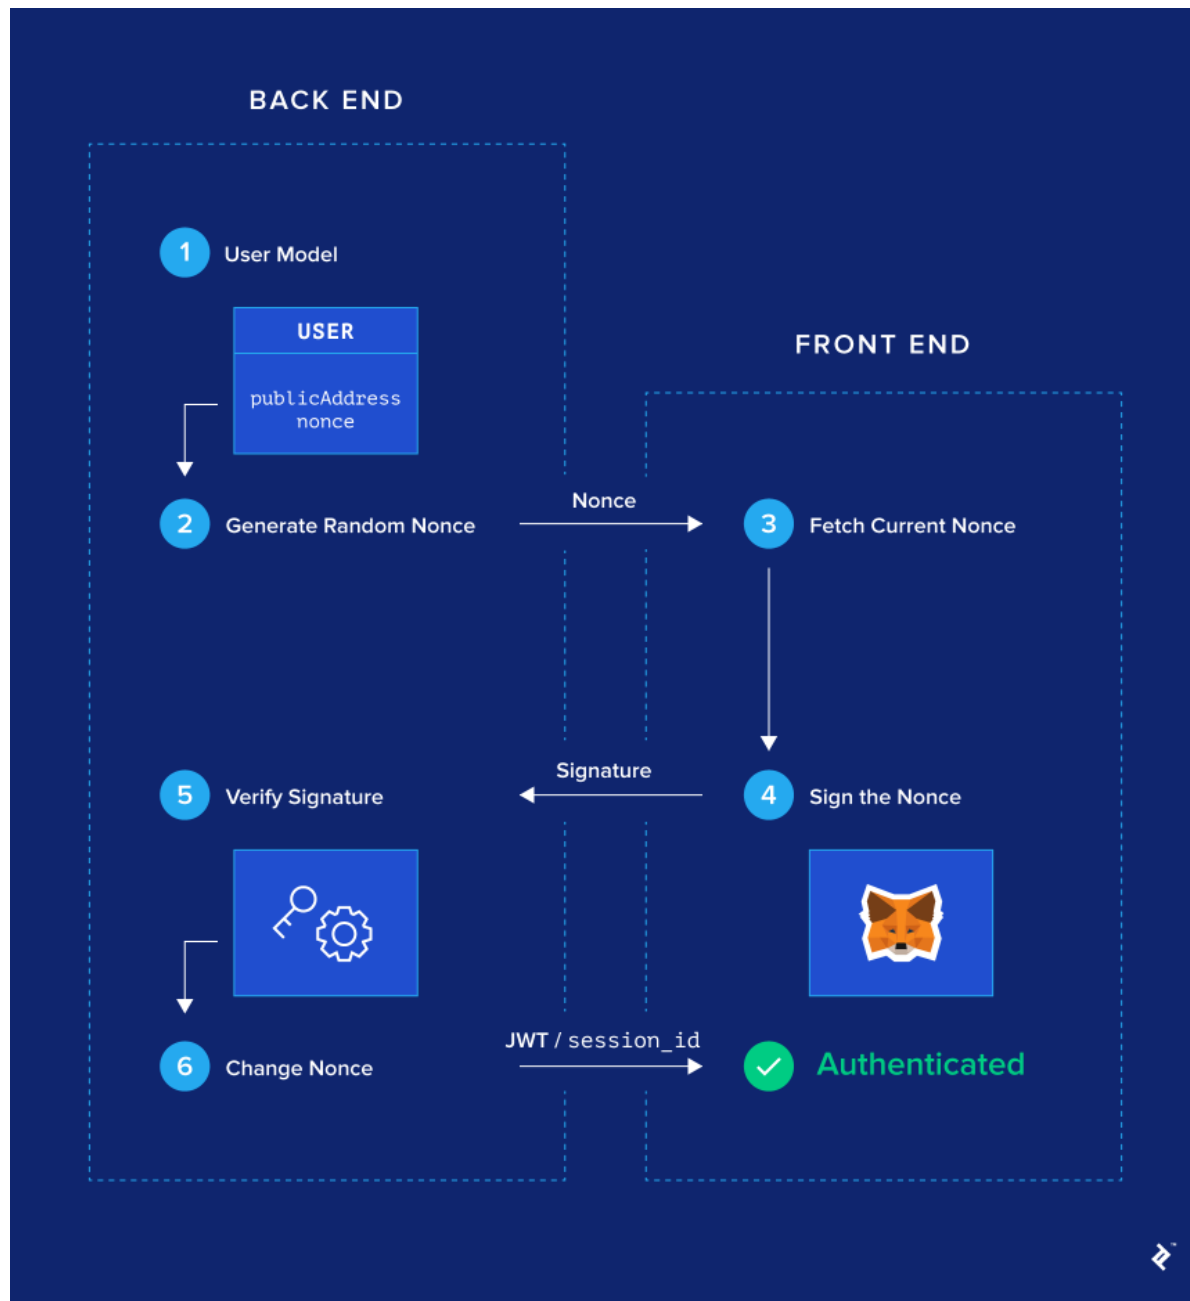 BACK END
1 User Model
USER
publicAddress
nonce
FRONT END
2 Generate Random Nonce
Nonce
3 Fetch Current Nonce
5 Verify Signature
Signature
4 Sign the Nonce
6 Change Nonce
JWT / session_id
Authenticated
™